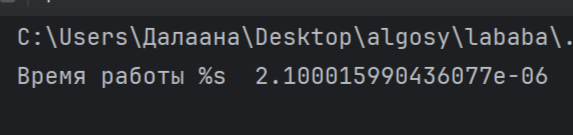 C:\Users\Далаана\Desktop\algosy\lababa\.
Время работы %s  2.100015990436077e-06